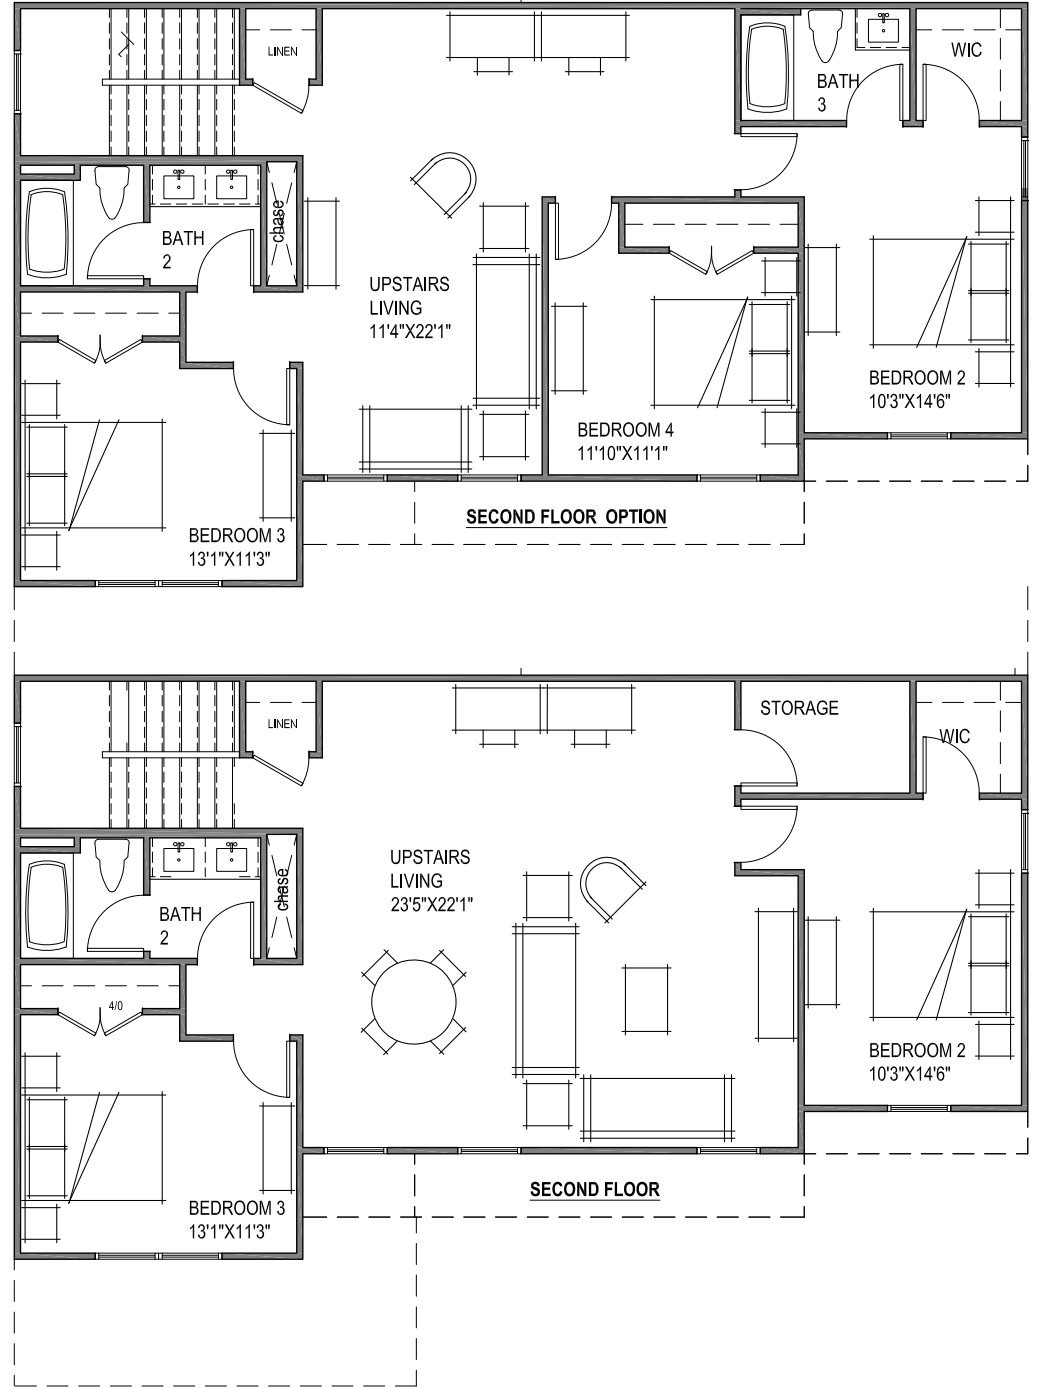 LINEN
WIC
BATH
3
chase
BATH
2
UPSTAIRS
LIVING
11'4"X22'1"
BEDROOM 2
10'3"X14'6"
BEDROOM 4
11'10"X11'1"
SECOND FLOOR OPTION
BEDROOM 3
13'1"X11'3"
STORAGE
LINEN
WIC
UPSTAIRS
LIVING
23'5"X22'1"
chase
BATH
2
4/0
BEDROOM 2
10'3"X14'6"
SECOND FLOOR
BEDROOM 3
13'1"X11'3"